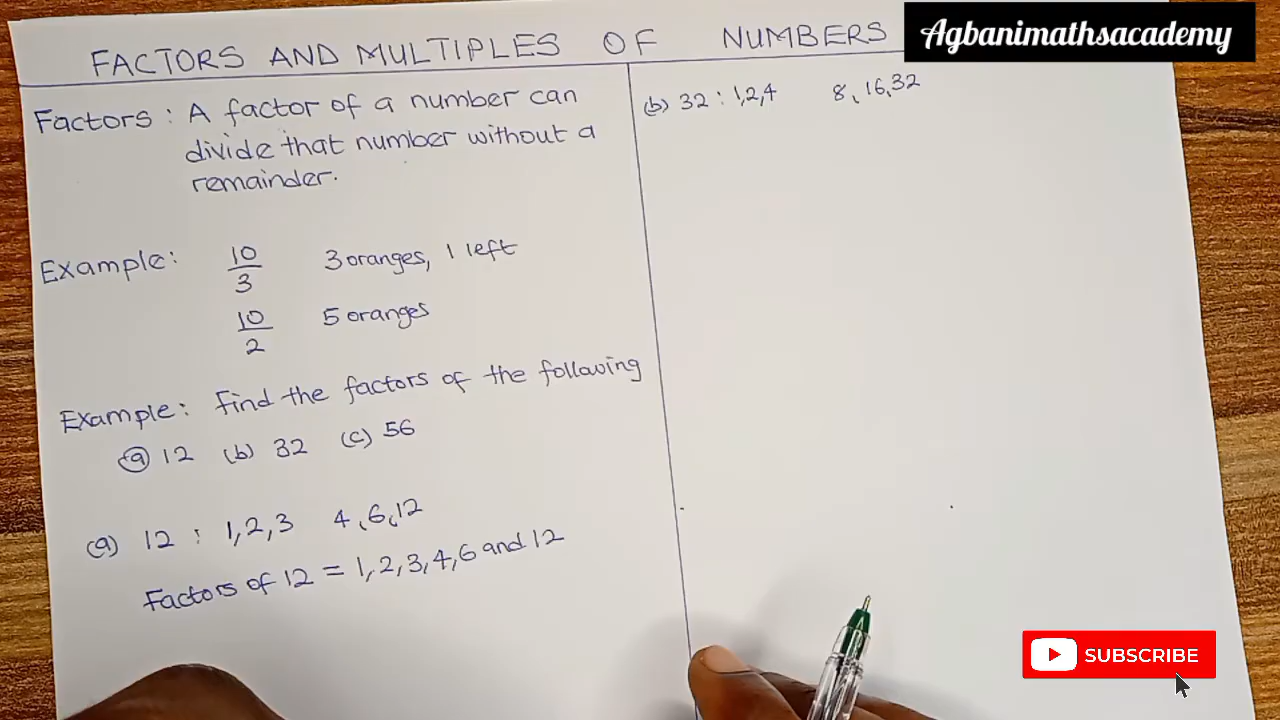 FACTORS AND MULTIPLES OF NUMBERS
Agbanimathsacademy
Factors: A factor of a number can
divide that number without a
remainder.
Example: 10/3 3 oranges, 1 left
10/2 5 oranges
Example: Find the factors of the following
(a) 12 (b) 32 (c) 56
(a) 12 : 1,2,3 4,6,12
Factors of 12 = 1,2,3,4,6 and 12
(b) 32 : 1,2,4 8,16,32
SUBSCRIBE